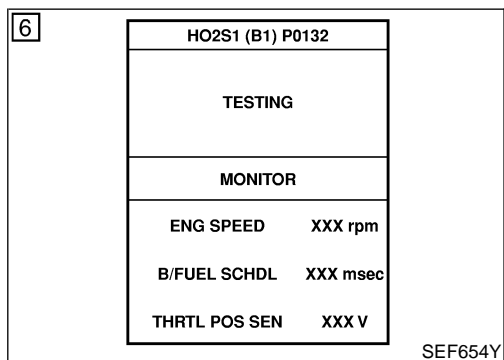 6
HO2S1 (B1) P0132
TESTING
MONITOR
ENG SPEED XXX rpm
B/FUEL SCHDL XXX msec
THRTL POS SEN XXX V
SEF654Y